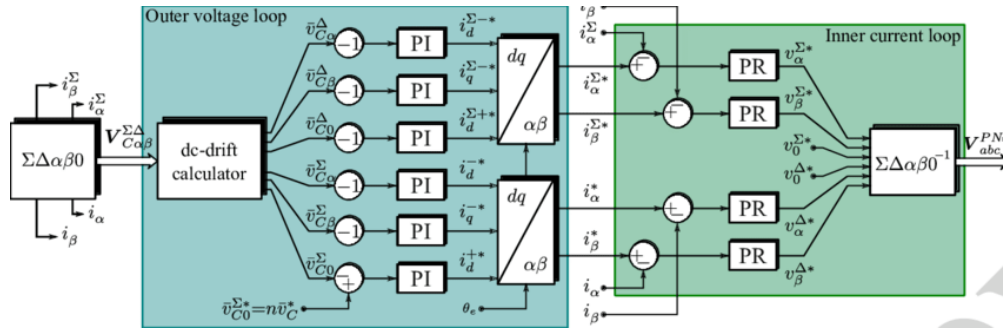 Outer voltage loop
Inner current loop
i_β^Σ
i_α^Σ
ΣΔαβ0
i_α
i_β
V_{Cαβ}^{ΣΔ}
dc-drift
calculator
v̄_{Cα}^Δ −1 PI i_d^{Σ−*}
v̄_{Cβ}^Δ −1 PI i_q^{Σ−*}
v̄_{C0}^Δ −1 PI i_d^{Σ+*}
v̄_{Cα}^Σ −1 PI i_d^{−*}
v̄_{Cβ}^Σ −1 PI i_q^{−*}
v̄_{C0}^Σ − + PI i_d^{+*}
v̄_{C0}^{Σ*}=nv̄_C^*
θ_e
dq
αβ
dq
αβ
i_β
i_α^Σ
i_α^{Σ*}
i_β^{Σ*}
i_α^*
i_β^*
i_α
i_β
+ −
+ −
+ −
+ −
PR v_α^{Σ*}
PR v_β^{Σ*}
v_0^{Σ*}
v_0^{Δ*}
PR v_α^{Δ*}
PR v_β^{Δ*}
ΣΔαβ0^{−1}
V_{abc}^{PN}